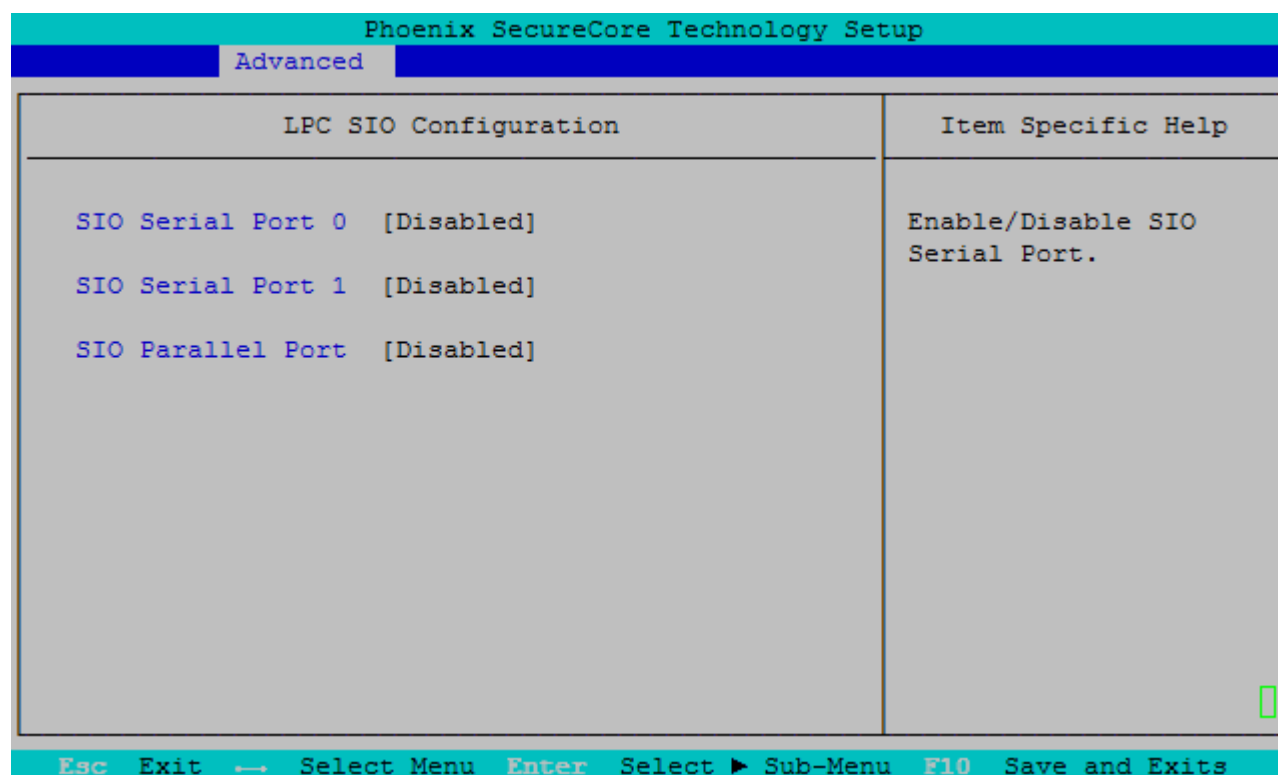 Phoenix SecureCore Technology Setup
Advanced
LPC SIO Configuration
Item Specific Help
SIO Serial Port 0 [Disabled]
SIO Serial Port 1 [Disabled]
SIO Parallel Port [Disabled]
Enable/Disable SIO
Serial Port.
Esc Exit ←→ Select Menu Enter Select ► Sub-Menu F10 Save and Exits